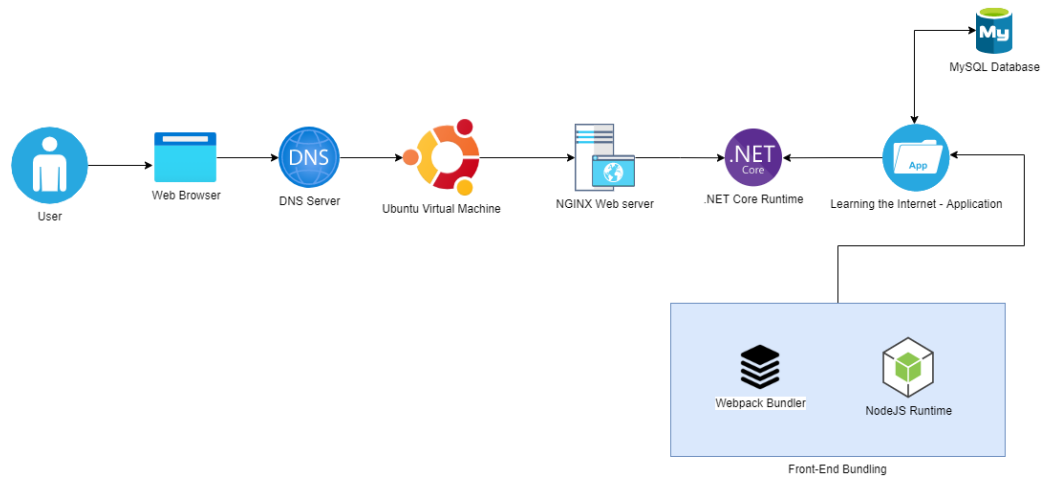 My
MySQL Database
DNS
.NET
Core
App
User
Web Browser
DNS Server
Ubuntu Virtual Machine
NGINX Web server
.NET Core Runtime
Learning the Internet - Application
Webpack Bundler
NodeJS Runtime
Front-End Bundling